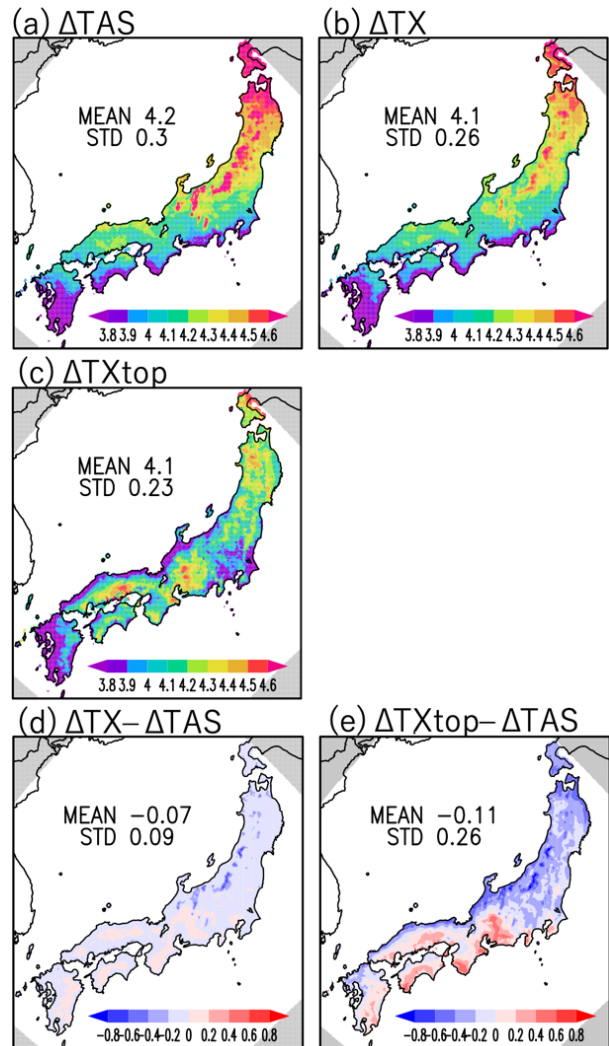 (a) ΔTAS
MEAN 4.2
STD 0.3
3.8 3.9 4 4.1 4.2 4.3 4.4 4.5 4.6
(b) ΔTX
MEAN 4.1
STD 0.26
3.8 3.9 4 4.1 4.2 4.3 4.4 4.5 4.6
(c) ΔTXtop
MEAN 4.1
STD 0.23
3.8 3.9 4 4.1 4.2 4.3 4.4 4.5 4.6
(d) ΔTX−ΔTAS
MEAN −0.07
STD 0.09
−0.8−0.6−0.4−0.2 0 0.2 0.4 0.6 0.8
(e) ΔTXtop−ΔTAS
MEAN −0.11
STD 0.26
−0.8−0.6−0.4−0.2 0 0.2 0.4 0.6 0.8